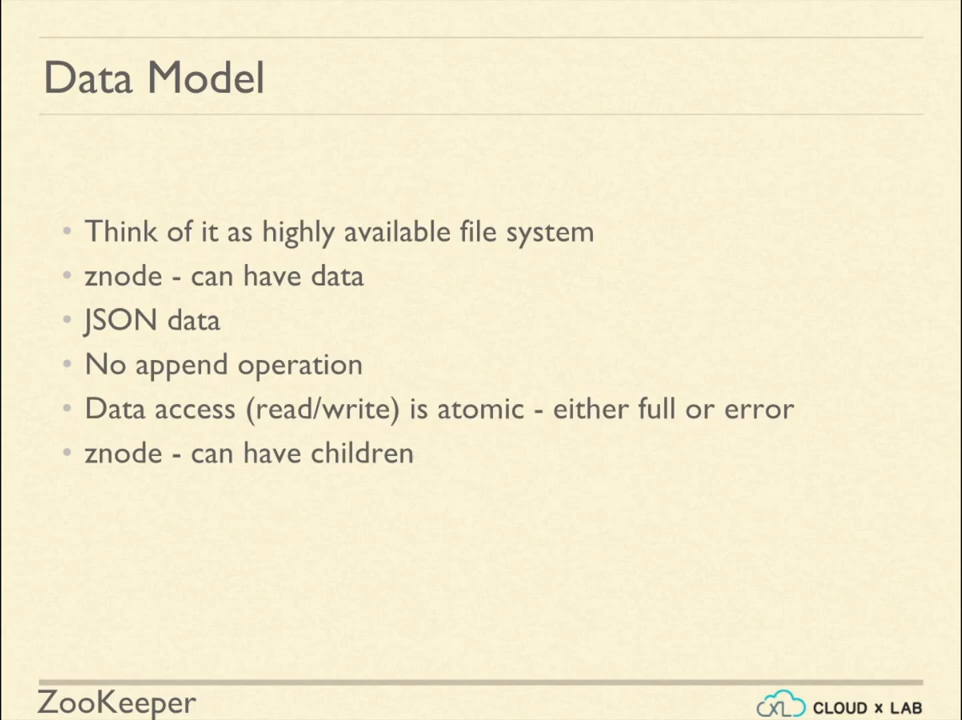 Data Model
• Think of it as highly available file system
• znode - can have data
• JSON data
• No append operation
• Data access (read/write) is atomic - either full or error
• znode - can have children
ZooKeeper
CXL CLOUD x LAB